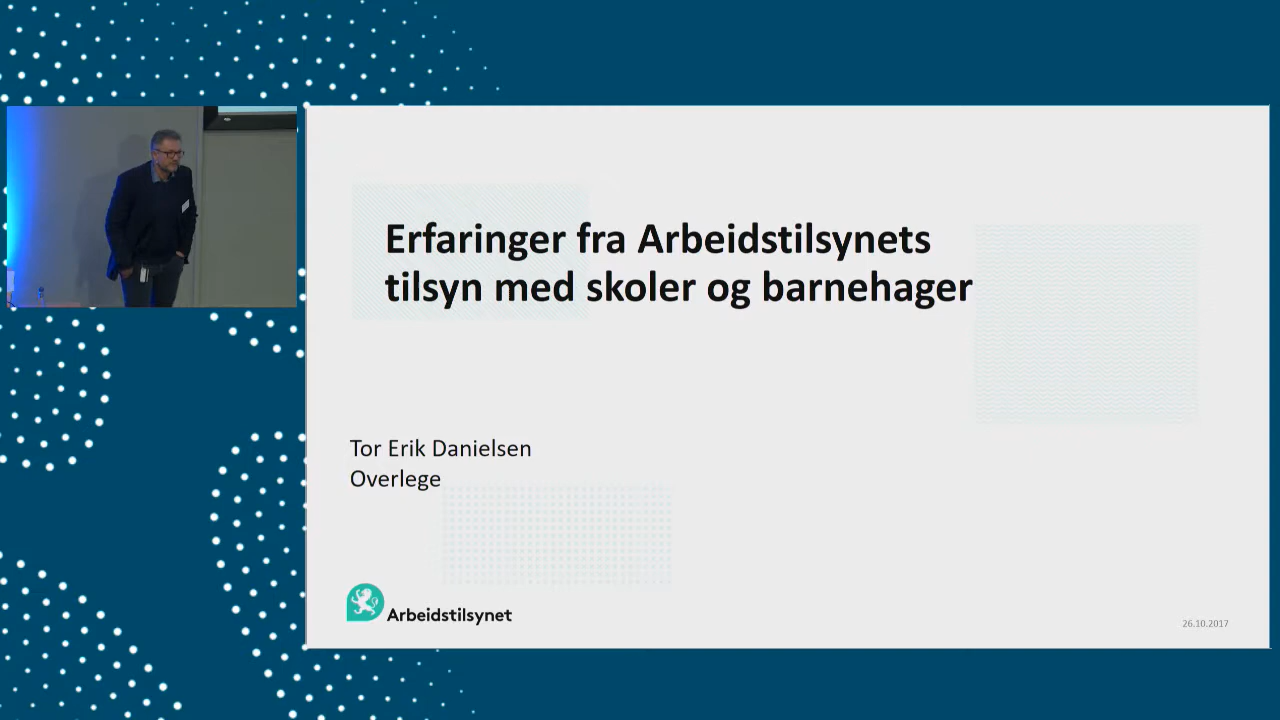 Erfaringer fra Arbeidstilsynets
tilsyn med skoler og barnehager
Tor Erik Danielsen
Overlege
Arbeidstilsynet
26.10.2017